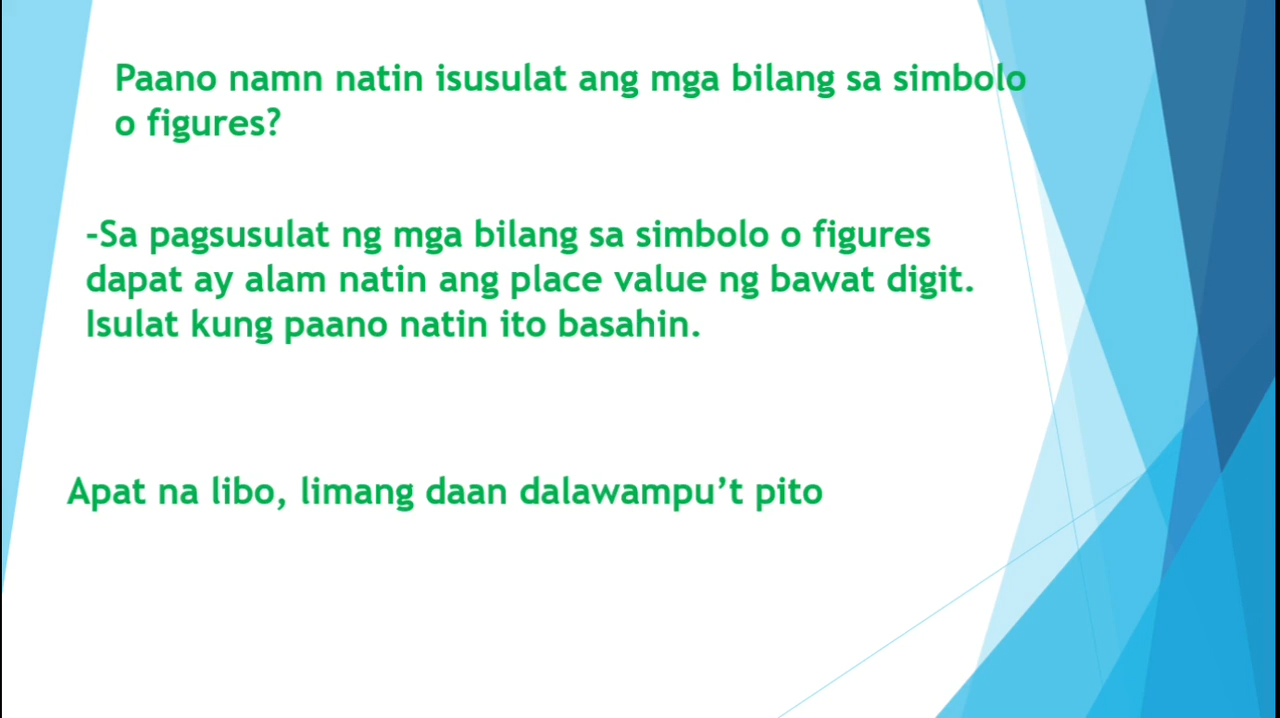 Paano namn natin isusulat ang mga bilang sa simbolo
o figures?
-Sa pagsusulat ng mga bilang sa simbolo o figures
dapat ay alam natin ang place value ng bawat digit.
Isulat kung paano natin ito basahin.
Apat na libo, limang daan dalawampu’t pito